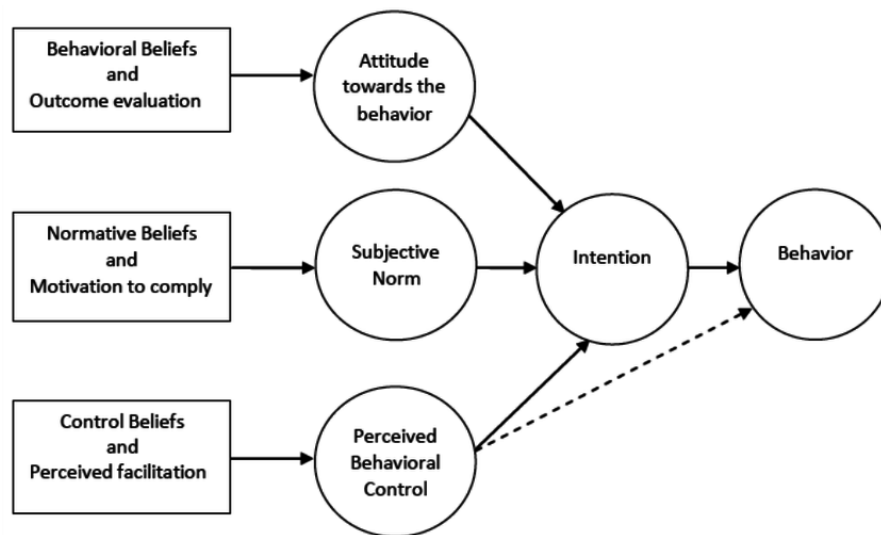 Behavioral Beliefs
and
Outcome evaluation
Attitude
towards the
behavior
Normative Beliefs
and
Motivation to comply
Subjective
Norm
Intention
Behavior
Control Beliefs
and
Perceived facilitation
Perceived
Behavioral
Control